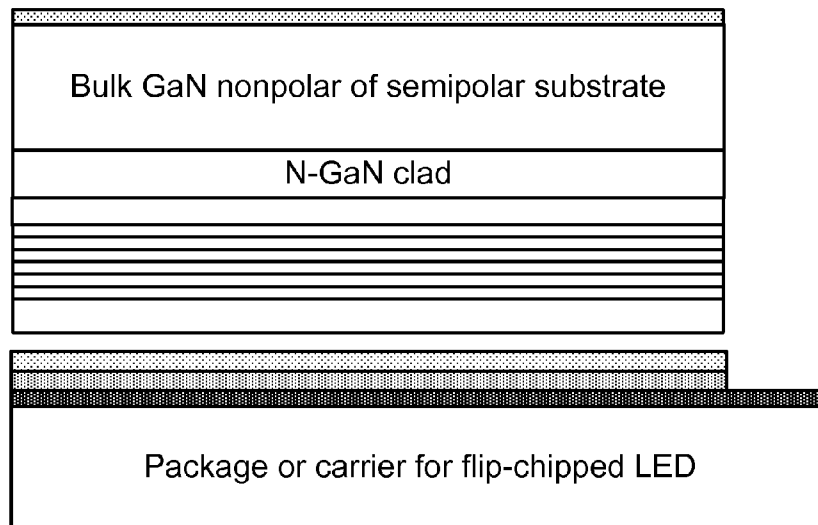 Bulk GaN nonpolar of semipolar substrate
N-GaN clad
Package or carrier for flip-chipped LED